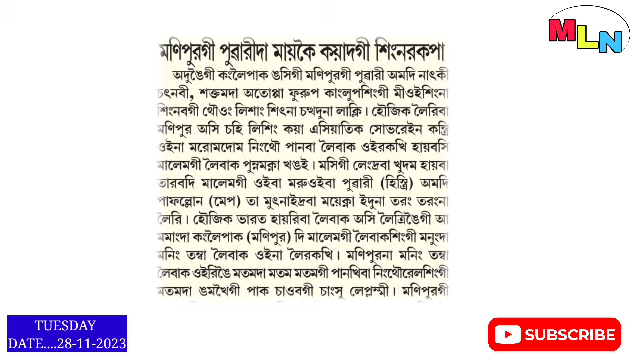 MLN
মণিপুরগী পুৱারীদা মায়কৈ কয়াদগী শিংনরকপা
অদুঙৈগী কংলৈপাক ঙসিগী মণিপুরগী পুৱারী অমদি নাৎকী
চৎনবী, শক্তমদা অতোপ্পা ফুরুপ কাংলুপশিংগী মীওইশিংনা
শিংনবগী থৌওং লিশাং শিৎনা চত্থদুনা লাক্লি। হৌজিক লৈরিবা
মণিপুর অসি চহি লিশিং কয়া এসিয়াতিক সোভরেইন কন্ত্রি
ওইনা মরোমদোম নিংথৌ পানবা লৈবাক ওইরকখি হায়বসি
মালেমগী লৈবাক পুন্নমক্না খঙই। মসিগী লেংদ্রবা খুদম হায়বা
তারবদি মালেমগী ওইবা মরুওইবা পুৱারী (হিস্ত্রি) অমদি
পাফল্লোন (মেপ) তা মুৎনাইদ্রবা ময়েক্না ইদুনা তরং তরংনা
লৈরি। হৌজিক ভারত হায়রিবা লৈবাক অসি লৈত্রিঙৈগী আ
মমাংদা কংলৈপাক (মণিপুর) দি মালেমগী লৈবাকশিংগী মনুংদা
মনিং তম্বা লৈবাক ওইনা লৈরকখি। মণিপুরনা মনিং তম্বা
লৈবাক ওইরিঙৈ মতমদা মতম মতমগী পানখিবা নিংথৌরেলশিংগী
মতমদা ঙমখৈগী পাক চাওবগী চাংসু লেপ্লম্মী। মণিপুরগী
TUESDAY
DATE....28-11-2023
SUBSCRIBE